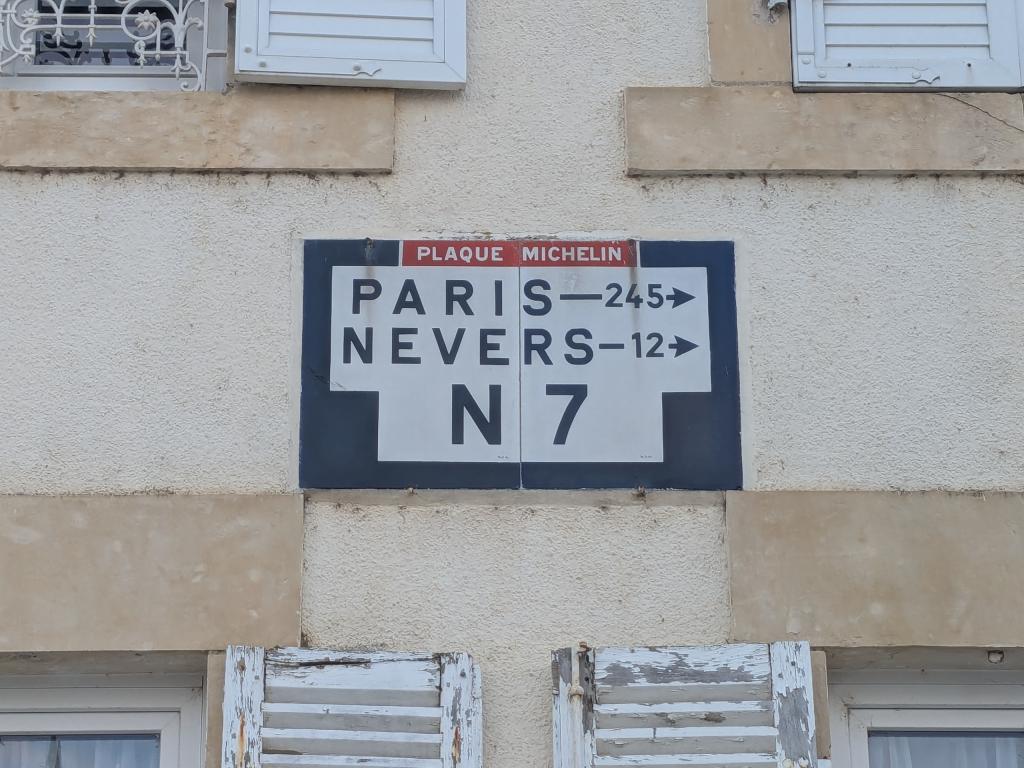 PLAQUE MICHELIN
PARIS—245→
NEVERS—12→
N 7